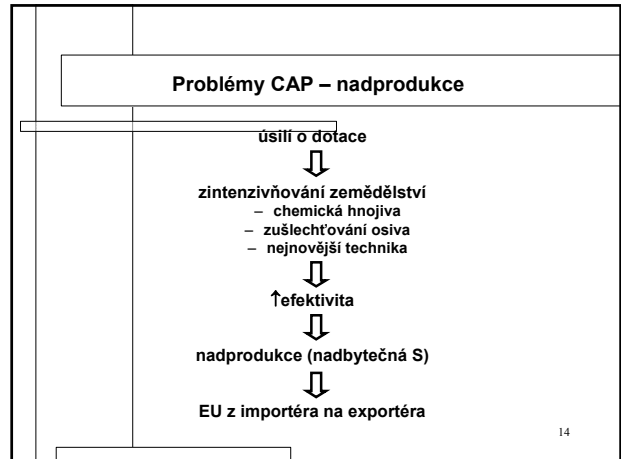 Problémy CAP – nadprodukce
úsilí o dotace
zintenzivňování zemědělství
– chemická hnojiva
– zušlechťování osiva
– nejnovější technika
↑efektivita
nadprodukce (nadbytečná S)
EU z importéra na exportéra
14